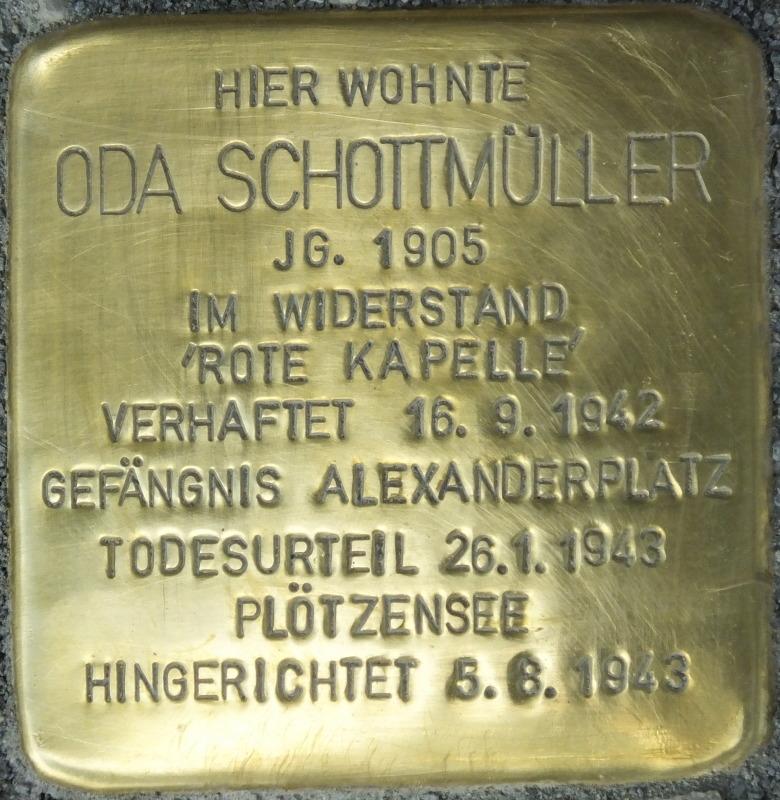 HIER WOHNTE
ODA SCHOTTMÜLLER
JG. 1905
IM WIDERSTAND
'ROTE KAPELLE'
VERHAFTET 16. 9. 1942
GEFÄNGNIS ALEXANDERPLATZ
TODESURTEIL 26.1. 1943
PLÖTZENSEE
HINGERICHTET 5. 8. 1943